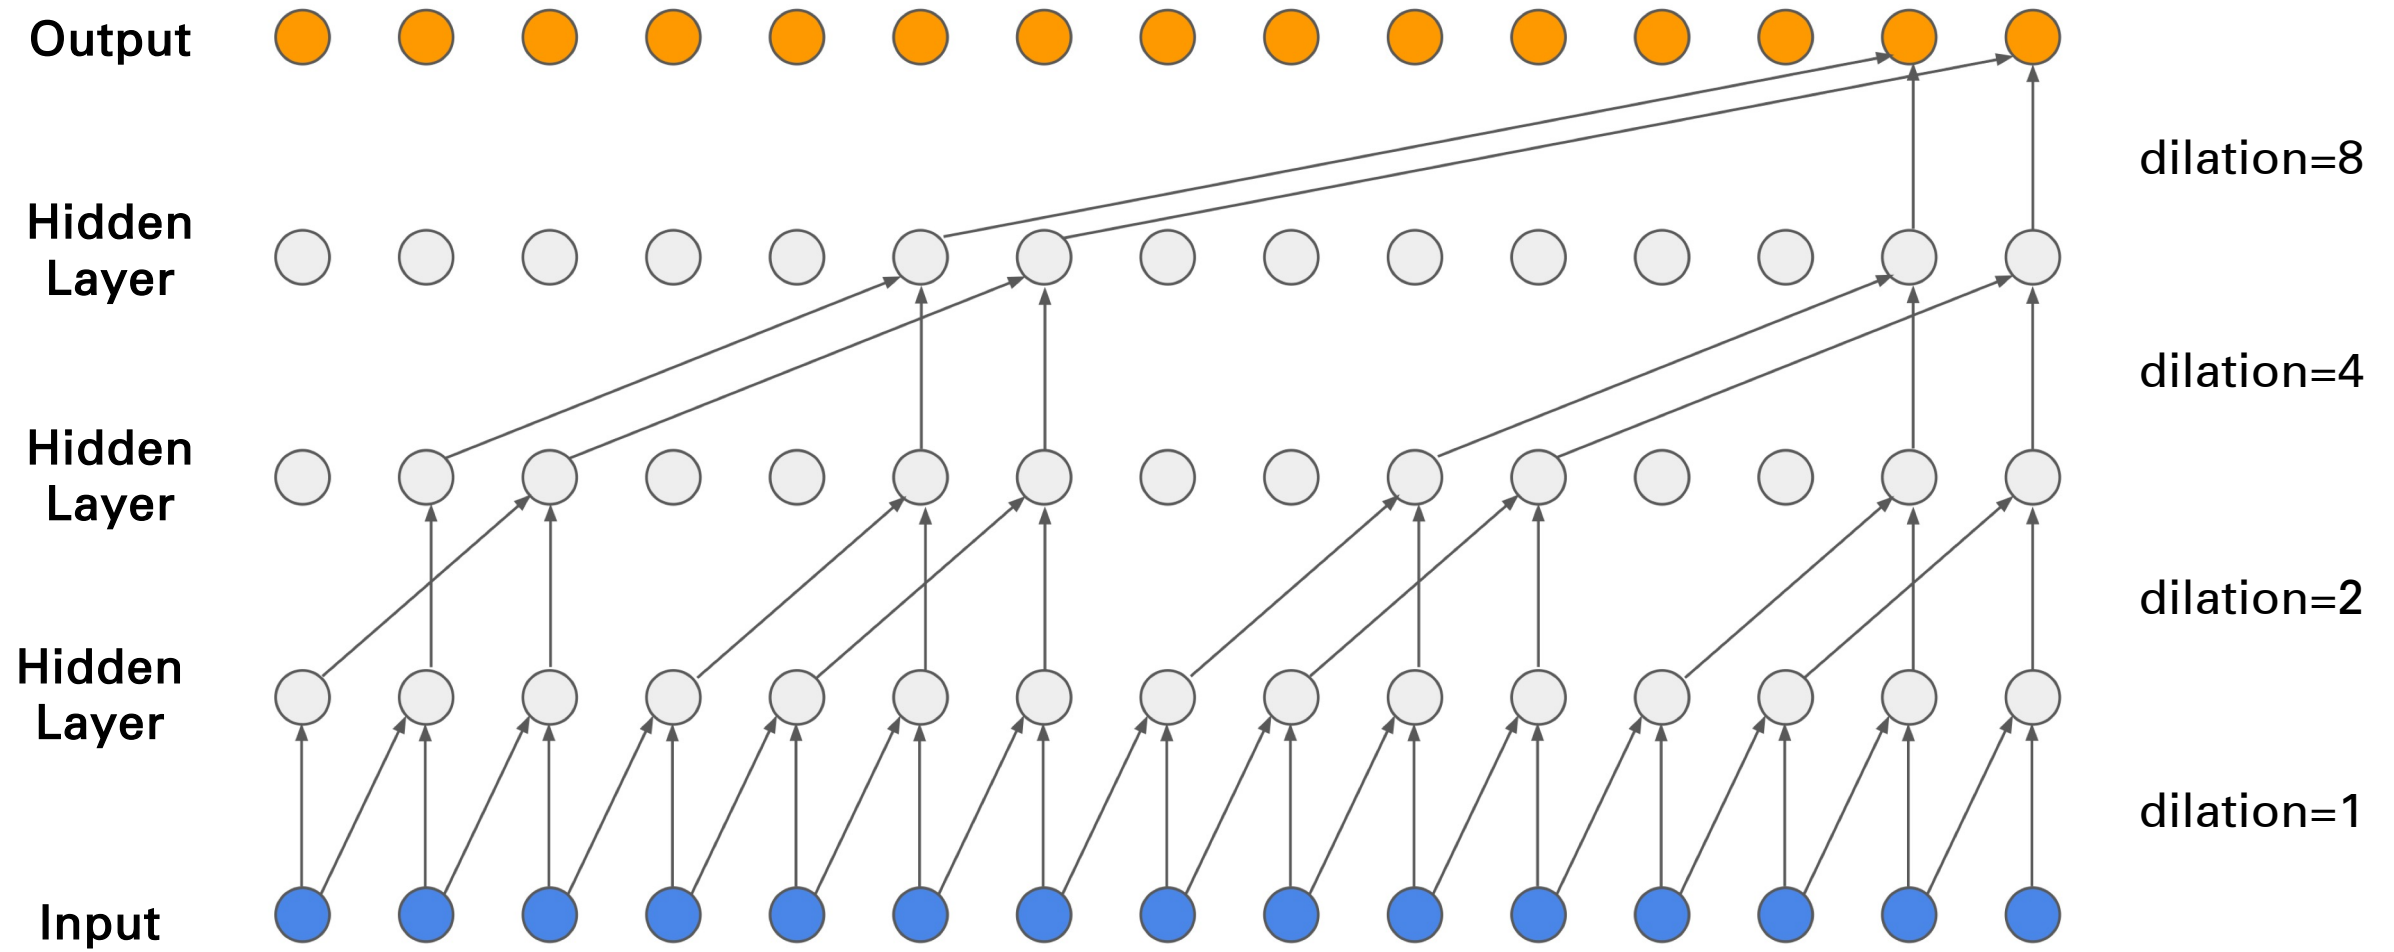 Output
dilation=8
Hidden
Layer
dilation=4
Hidden
Layer
dilation=2
Hidden
Layer
dilation=1
Input